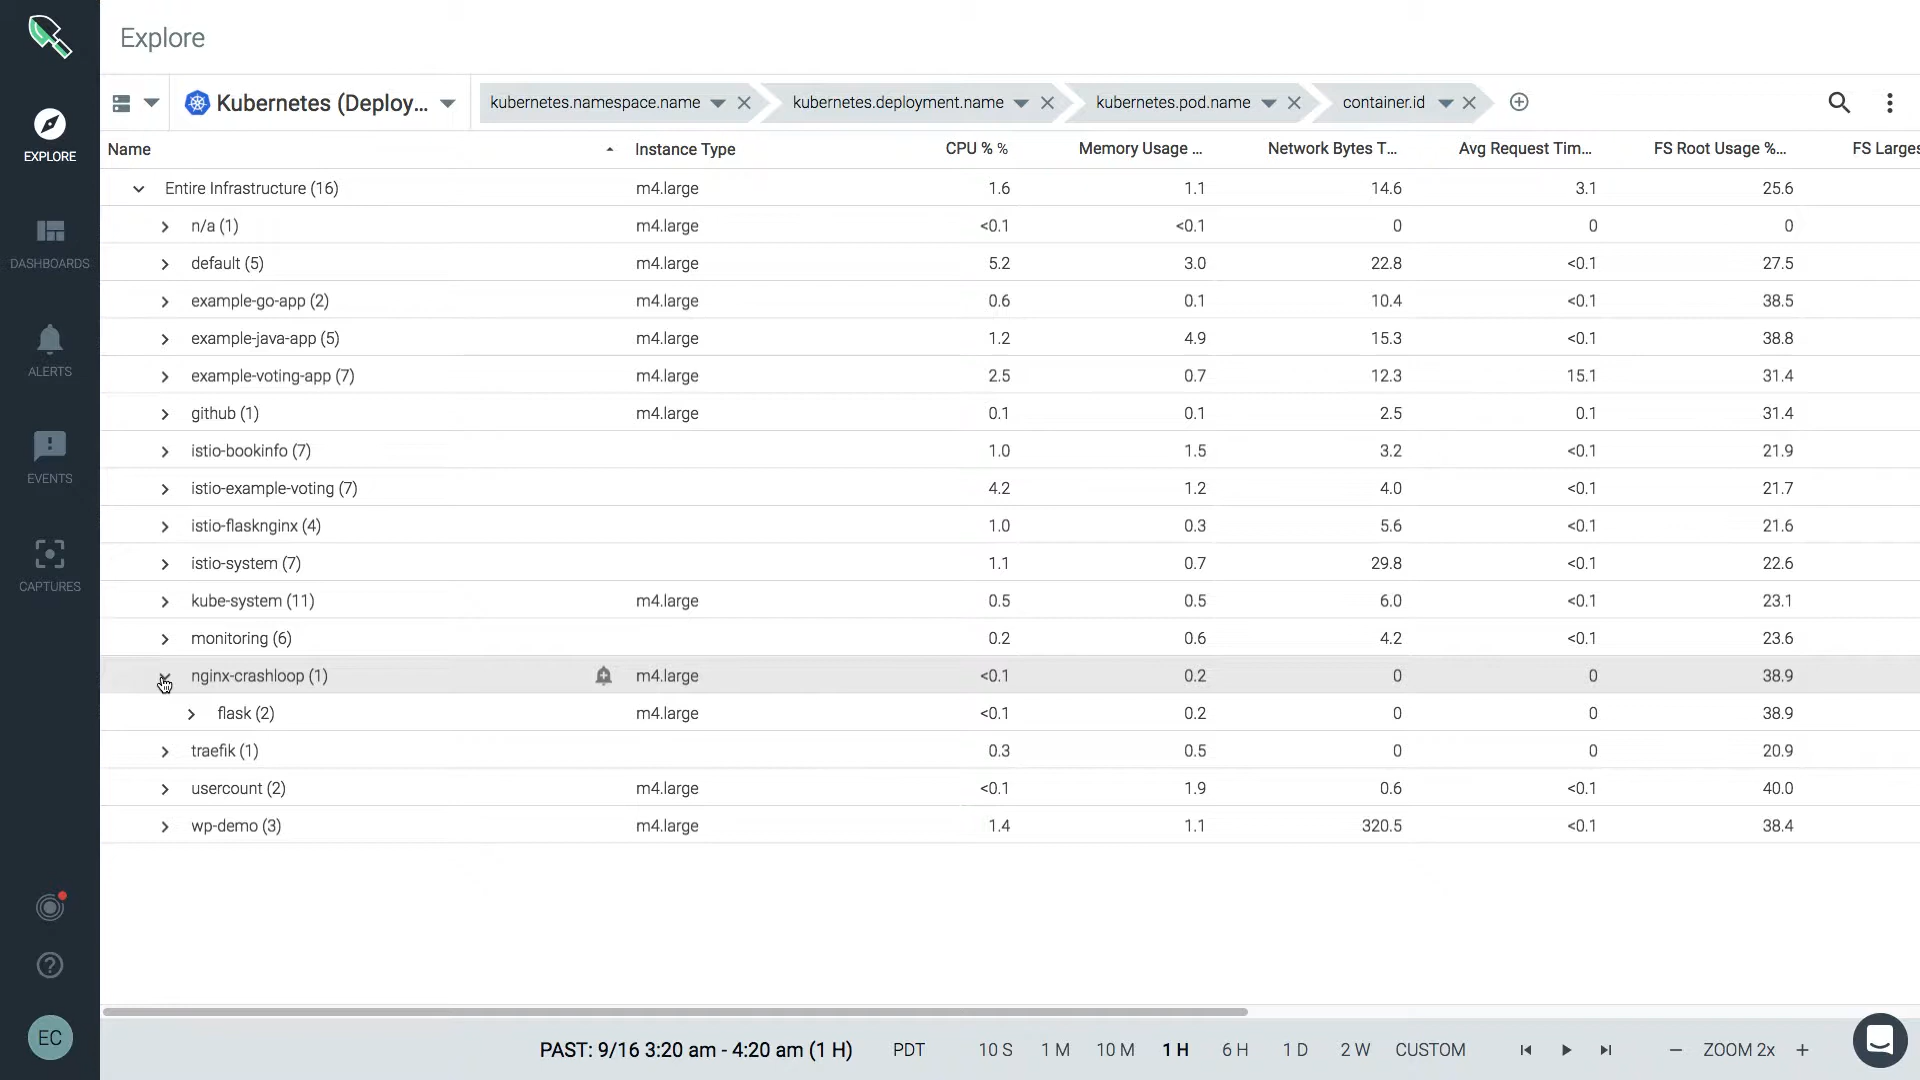 Explore
Kubernetes (Deploy... kubernetes.namespace.name kubernetes.deployment.name kubernetes.pod.name container.id
Name Instance Type CPU % % Memory Usage ... Network Bytes T... Avg Request Tim... FS Root Usage %... FS Larges
Entire Infrastructure (16) m4.large 1.6 1.1 14.6 3.1 25.6
n/a (1) m4.large <0.1 <0.1 0 0 0
default (5) m4.large 5.2 3.0 22.8 <0.1 27.5
example-go-app (2) m4.large 0.6 0.1 10.4 <0.1 38.5
example-java-app (5) m4.large 1.2 4.9 15.3 <0.1 38.8
example-voting-app (7) m4.large 2.5 0.7 12.3 15.1 31.4
github (1) m4.large 0.1 0.1 2.5 0.1 31.4
istio-bookinfo (7) 1.0 1.5 3.2 <0.1 21.9
istio-example-voting (7) 4.2 1.2 4.0 <0.1 21.7
istio-flasknginx (4) 1.0 0.3 5.6 <0.1 21.6
istio-system (7) 1.1 0.7 29.8 <0.1 22.6
kube-system (11) m4.large 0.5 0.5 6.0 <0.1 23.1
monitoring (6) 0.2 0.6 4.2 <0.1 23.6
nginx-crashloop (1) m4.large <0.1 0.2 0 0 38.9
flask (2) m4.large <0.1 0.2 0 0 38.9
traefik (1) 0.3 0.5 0 0 20.9
usercount (2) m4.large <0.1 1.9 0.6 <0.1 40.0
wp-demo (3) m4.large 1.4 1.1 320.5 <0.1 38.4
EXPLORE
DASHBOARDS
ALERTS
EVENTS
CAPTURES
EC
PAST: 9/16 3:20 am - 4:20 am (1 H) PDT 10 S 1 M 10 M 1 H 6 H 1 D 2 W CUSTOM ZOOM 2x